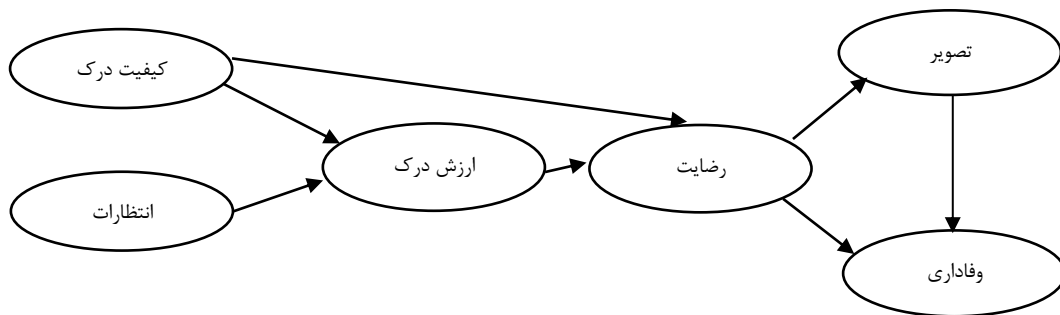 تصویر
کیفیت درک
ارزش درک
رضایت
انتظارات
وفاداری